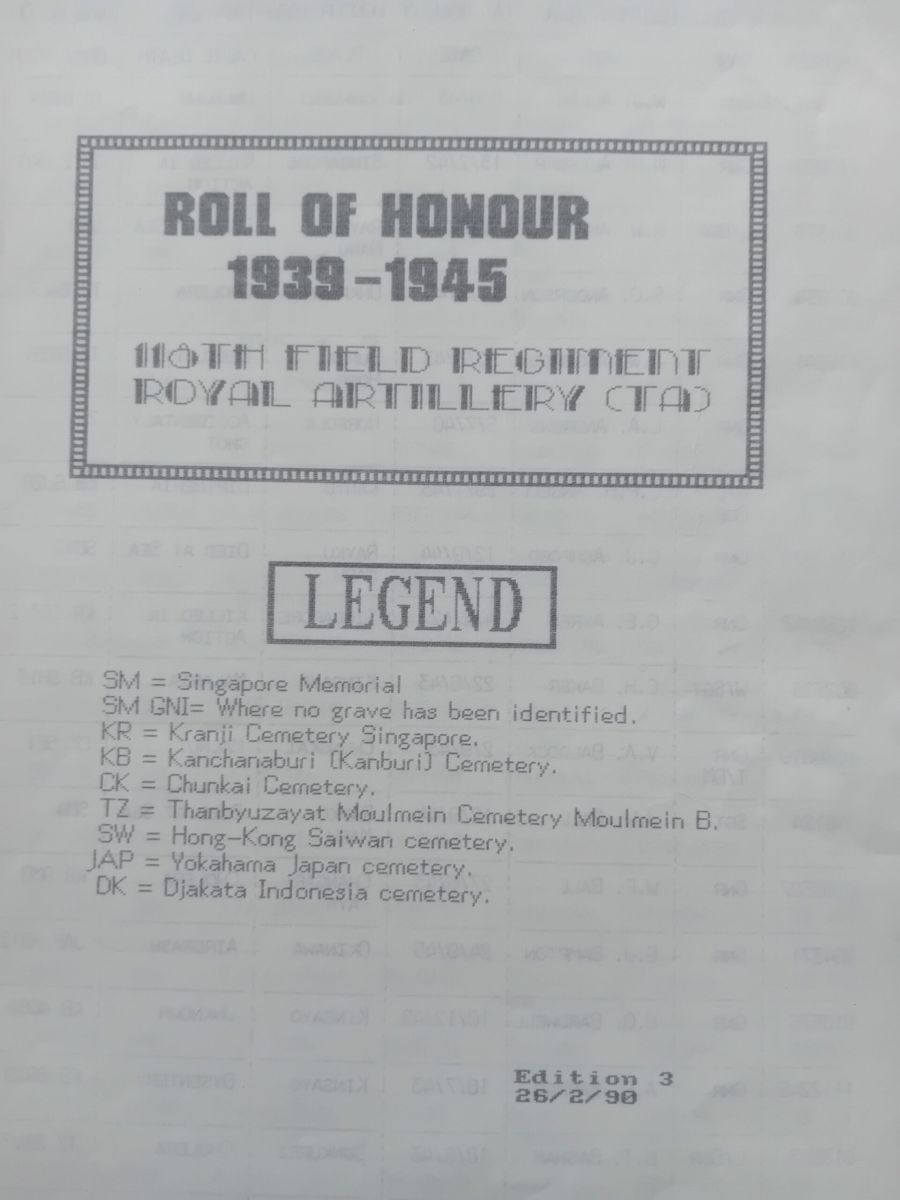 ROLL OF HONOUR
1939-1945
118TH FIELD REGIMENT
ROYAL ARTILLERY (TA)
LEGEND
SM = Singapore Memorial
SM GNI= Where no grave has been identified.
KR = Kranji Cemetery Singapore.
KB = Kanchanaburi (Kanburi) Cemetery.
CK = Chunkai Cemetery.
TZ = Thanbyuzayat Moulmein Cemetery Moulmein B.
SW = Hong-Kong Saiwan cemetery.
JAP = Yokahama Japan cemetery.
DK = Djakata Indonesia cemetery.
Edition 3
26/2/90